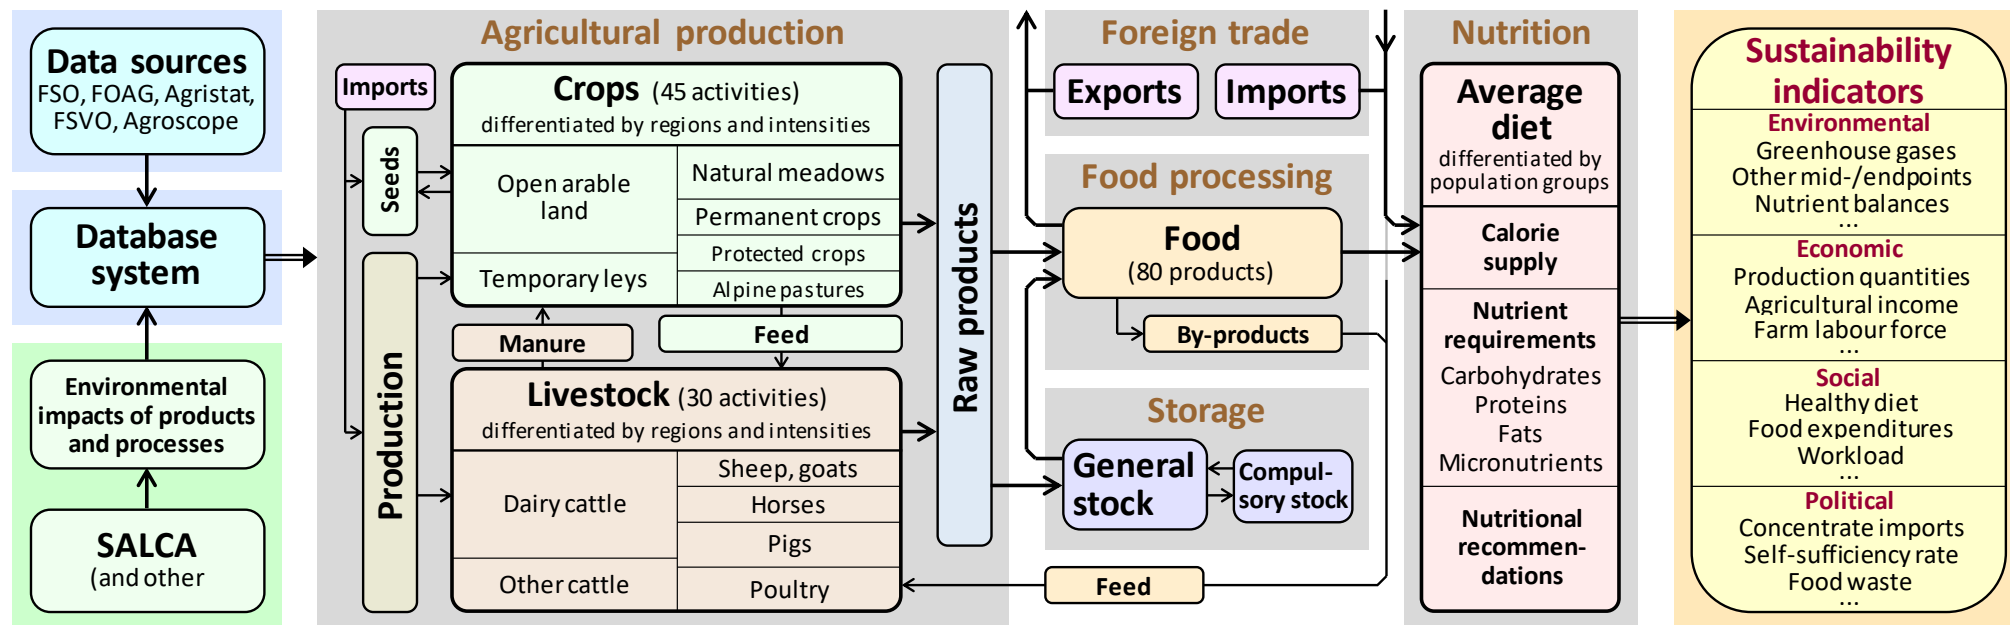 Data sources
FSO, FOAG, Agristat,
FSVO, Agroscope
Database
system
Environmental
impacts of products
and processes
SALCA
(and other
Agricultural production
Imports
Seeds
Production
Crops (45 activities)
differentiated by regions and intensities
Open arable
land
Temporary leys
Natural meadows
Permanent crops
Protected crops
Alpine pastures
Manure
Feed
Livestock (30 activities)
differentiated by regions and intensities
Dairy cattle
Other cattle
Sheep, goats
Horses
Pigs
Poultry
Raw products
Foreign trade
Exports
Imports
Food processing
Food
(80 products)
By-products
Storage
General
stock
Compul-
sory stock
Feed
Nutrition
Average
diet
differentiated by
population groups
Calorie
supply
Nutrient
requirements
Carbohydrates
Proteins
Fats
Micronutrients
Nutritional
recommen-
dations
Sustainability
indicators
Environmental
Greenhouse gases
Other mid-/endpoints
Nutrient balances
...
Economic
Production quantities
Agricultural income
Farm labour force
...
Social
Healthy diet
Food expenditures
Workload
...
Political
Concentrate imports
Self-sufficiency rate
Food waste
...